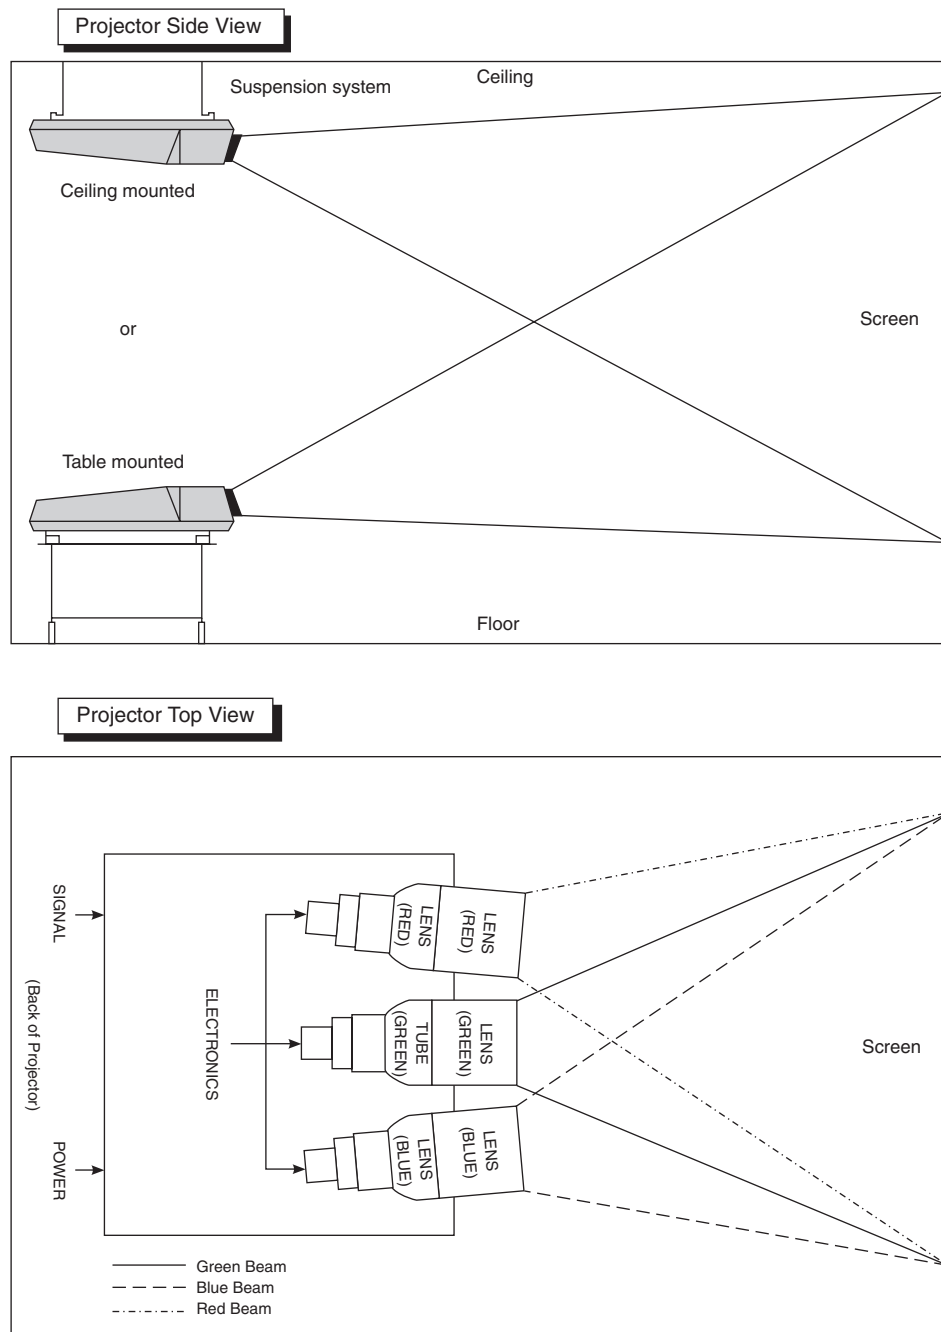 Projector Side View
Suspension system
Ceiling
Ceiling mounted
or
Screen
Table mounted
Floor
Projector Top View
SIGNAL
(Back of Projector)
POWER
ELECTRONICS
LENS
(RED)
LENS
(RED)
TUBE
(GREEN)
LENS
(GREEN)
LENS
(BLUE)
LENS
(BLUE)
Screen
Green Beam
Blue Beam
Red Beam